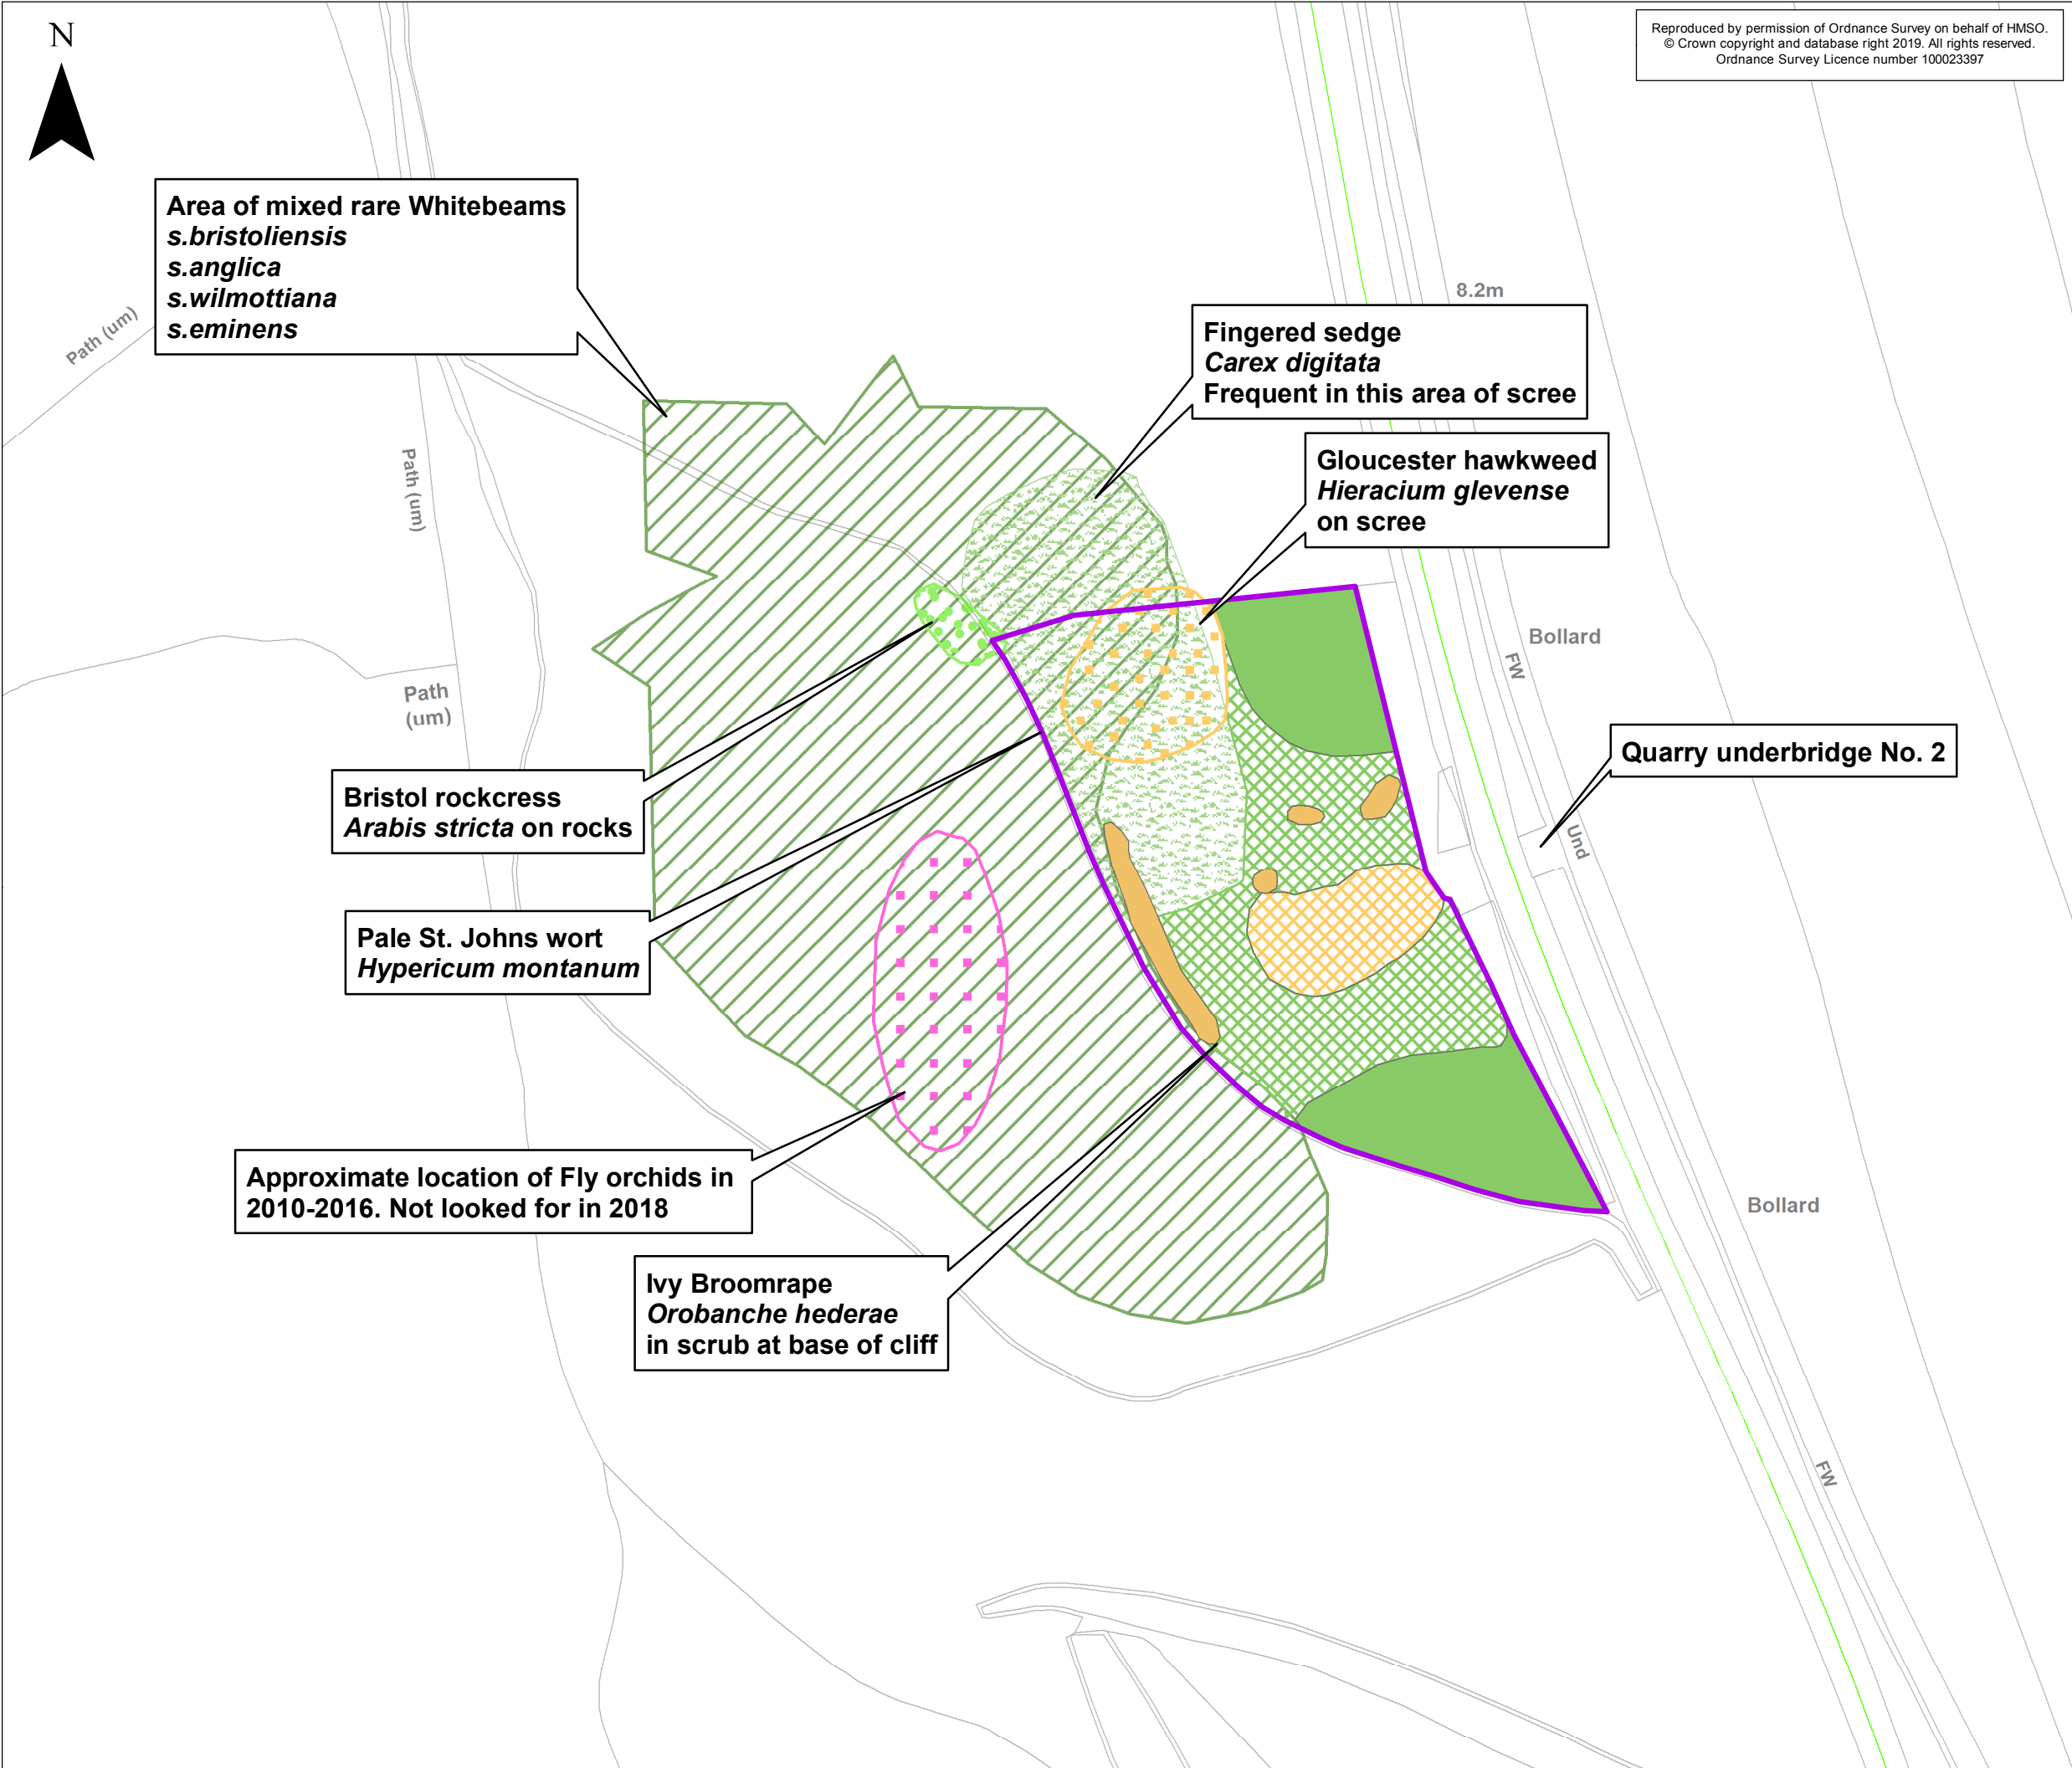 N
Reproduced by permission of Ordnance Survey on behalf of HMSO.
© Crown copyright and database right 2019. All rights reserved.
Ordnance Survey Licence number 100023397
Area of mixed rare Whitebeams
s.bristoliensis
s.anglica
s.wilmottiana
s.eminens
8.2m
Path (um)
Fingered sedge
Carex digitata
Frequent in this area of scree
Gloucester hawkweed
Hieracium glevense
on scree
Path (um)
Bollard
FW
Path
(um)
Quarry underbridge No. 2
Bristol rockcress
Arabis stricta on rocks
Und
Pale St. Johns wort
Hypericum montanum
Approximate location of Fly orchids in
2010-2016. Not looked for in 2018
Bollard
Ivy Broomrape
Orobanche hederae
in scrub at base of cliff
FW